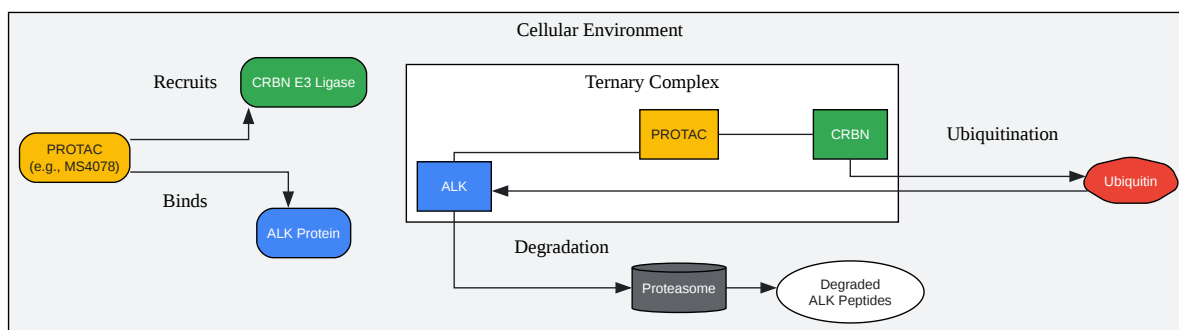 Cellular Environment
Recruits
CRBN E3 Ligase
PROTAC
(e.g., MS4078)
Binds
ALK Protein
Ternary Complex
PROTAC
CRBN
ALK
Ubiquitination
Ubiquitin
Degradation
Proteasome
Degraded
ALK Peptides